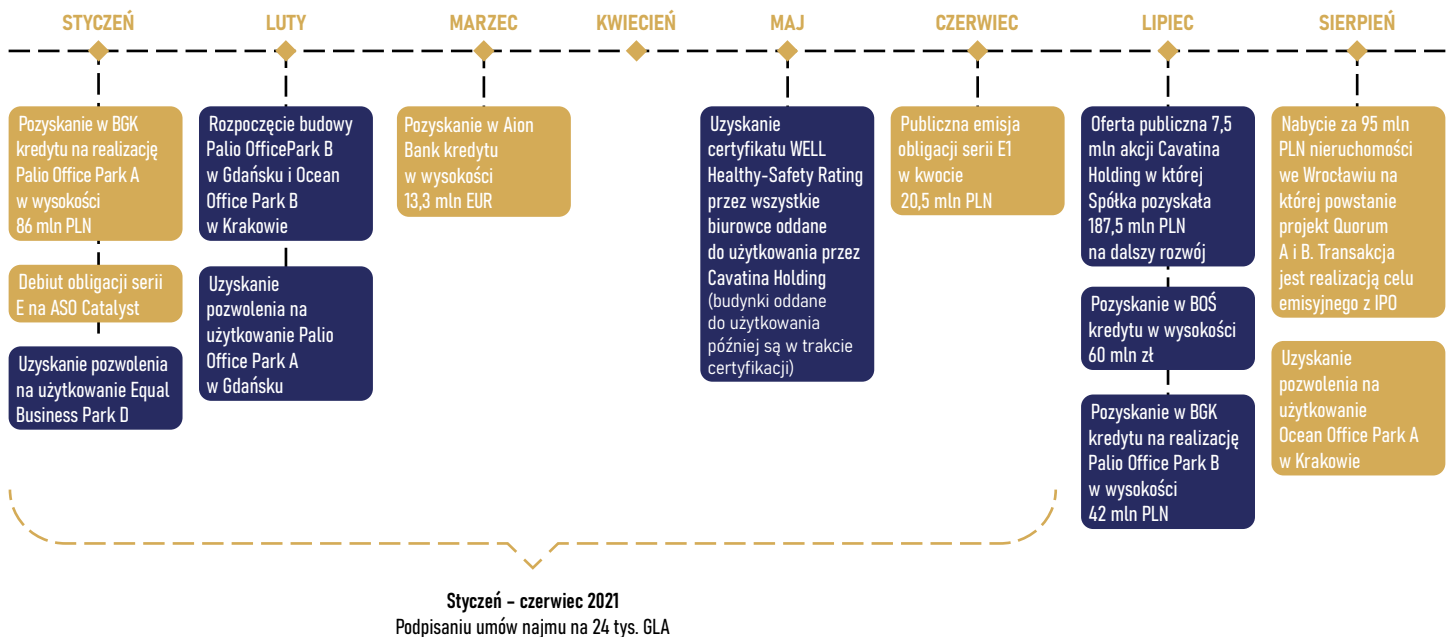 STYCZEŃ
LUTY
MARZEC
KWIECIEŃ
MAJ
CZERWIEC
LIPIEC
SIERPIEŃ
Pozyskanie w BGK
kredytu na realizację
Palio Office Park A
w wysokości
86 mln PLN
Debiut obligacji serii
E na ASO Catalyst
Uzyskanie pozwolenia
na użytkowanie Equal
Business Park D
Rozpoczęcie budowy
Palio OfficePark B
w Gdańsku i Ocean
Office Park B
w Krakowie
Uzyskanie
pozwolenia na
użytkowanie Palio
Office Park A
w Gdańsku
Pozyskanie w Aion
Bank kredytu
w wysokości
13,3 mln EUR
Uzyskanie
certyfikatu WELL
Healthy-Safety Rating
przez wszystkie
biurowce oddane
do użytkowania przez
Cavatina Holding
(budynki oddane
do użytkowania
później są w trakcie
certyfikacji)
Publiczna emisja
obligacji serii E1
w kwocie
20,5 mln PLN
Oferta publiczna 7,5
mln akcji Cavatina
Holding w której
Spółka pozyskała
187,5 mln PLN
na dalszy rozwój
Pozyskanie w BOŚ
kredytu w wysokości
60 mln zł
Pozyskanie w BGK
kredytu na realizację
Palio Office Park B
w wysokości
42 mln PLN
Nabycie za 95 mln
PLN nieruchomości
we Wrocławiu na
której powstanie
projekt Quorum
A i B. Transakcja
jest realizacją celu
emisyjnego z IPO
Uzyskanie
pozwolenia na
użytkowanie
Ocean Office Park A
w Krakowie
Styczeń – czerwiec 2021
Podpisaniu umów najmu na 24 tys. GLA